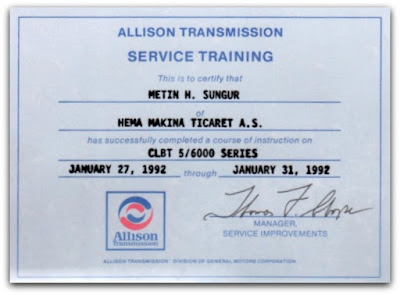 ALLISON TRANSMISSION
SERVICE TRAINING
This is to certify that
METIN H. SUNGUR
of
HEMA MAKINA TICARET A.S.
has successfully completed a course of instruction on
CLBT 5/6000 SERIES
JANUARY 27, 1992 through JANUARY 31, 1992
MANAGER,
SERVICE IMPROVEMENTS
Allison
Transmission
ALLISON TRANSMISSION DIVISION OF GENERAL MOTORS CORPORATION